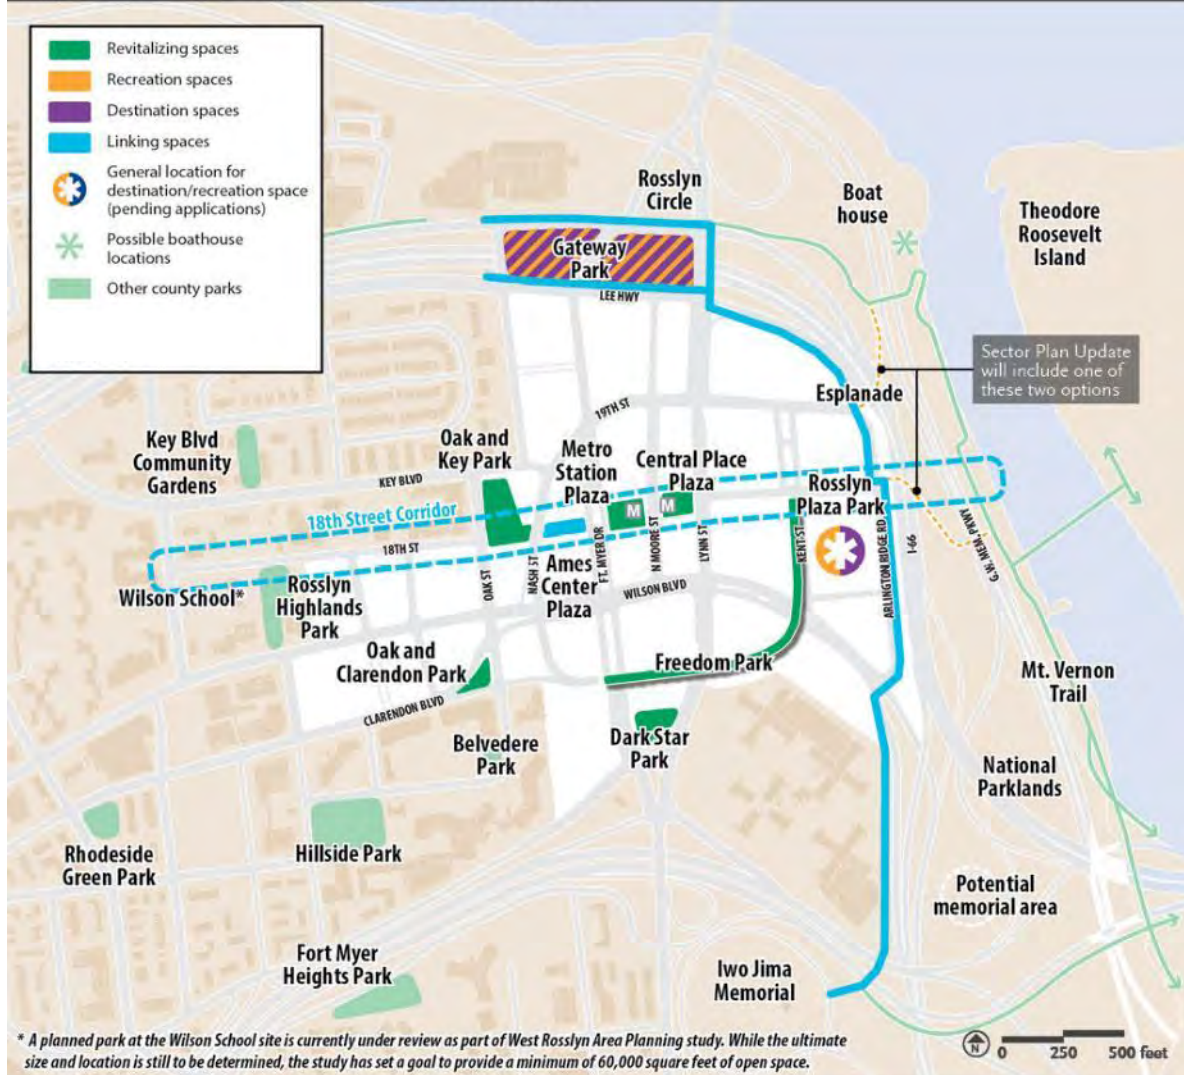 Revitalizing spaces
Recreation spaces
Destination spaces
Linking spaces
General location for
destination/recreation space
(pending applications)
Possible boathouse
locations
Other county parks
Rosslyn
Circle
Boat
house
Theodore
Roosevelt
Island
Gateway
Park
LEE HWY
Sector Plan Update
will include one of
these two options
Esplanade
19TH ST
Key Blvd
Community
Gardens
Oak and
Key Park
Metro
Station
Plaza
Central Place
Plaza
KEY BLVD
Rosslyn
Plaza Park
18th Street Corridor
M
M
18TH ST
OAK ST
NASH ST
FT. MYER DR
N MOORE ST
LYNN ST
KENT ST
ARLINGTON RIDGE RD
I-66
G.W. MEM. PKWY
Ames
Center
Plaza
WILSON BLVD
Wilson School*
Rosslyn
Highlands
Park
Oak and
Clarendon Park
Freedom Park
CLARENDON BLVD
Mt. Vernon
Trail
Belvedere
Park
Dark Star
Park
National
Parklands
Rhodeside
Green Park
Hillside Park
Potential
memorial area
Fort Myer
Heights Park
Iwo Jima
Memorial
* A planned park at the Wilson School site is currently under review as part of West Rosslyn Area Planning study. While the ultimate
size and location is still to be determined, the study has set a goal to provide a minimum of 60,000 square feet of open space.
N
0 250 500 feet